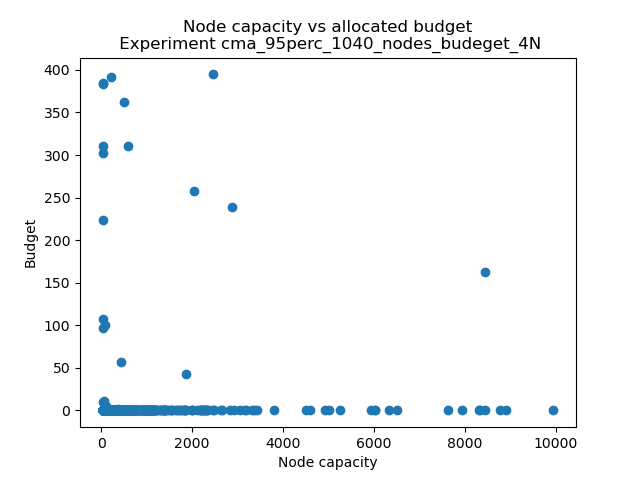 Node capacity vs allocated budget
Experiment cma_95perc_1040_nodes_budeget_4N
400
350
300
250
200
150
100
50
0
Budget
0 2000 4000 6000 8000 10000
Node capacity